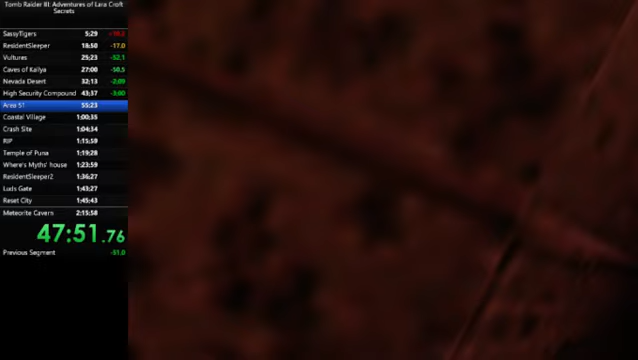 Tomb Raider III: Adventures of Lara Croft
Secrets
SassyTigers 5:29
ResidentSleeper 18:50 -17.0
Vultures 25:23 -52.1
Caves of Kaliya 27:00 -50.5
Nevada Desert 32:13 -2:09
High Security Compound 43:37 -3:00
Area 51 55:23
Coastal Village 1:00:35
Crash Site 1:04:34
RIP 1:15:59
Temple of Puna 1:19:28
Where's Myths' house 1:23:59
ResidentSleeper2 1:36:27
Luds Gate 1:43:27
Reset City 1:45:43
Meteorite Cavern 2:15:58
47:51.76
Previous Segment -51.0